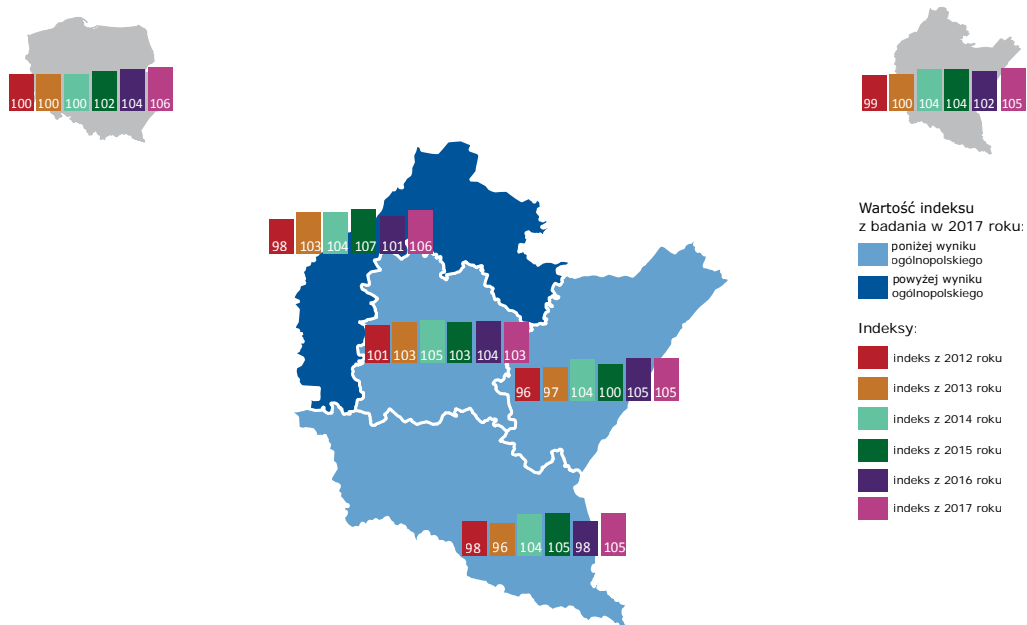 100 100 100 102 104 106
99 100 104 104 102 105
98 103 104 107 101 106
101 103 105 103 104 103
96 97 104 100 105 105
98 96 104 105 98 105
Wartość indeksu
z badania w 2017 roku:
poniżej wyniku
ogólnopolskiego
powyżej wyniku
ogólnopolskiego
Indeksy:
indeks z 2012 roku
indeks z 2013 roku
indeks z 2014 roku
indeks z 2015 roku
indeks z 2016 roku
indeks z 2017 roku